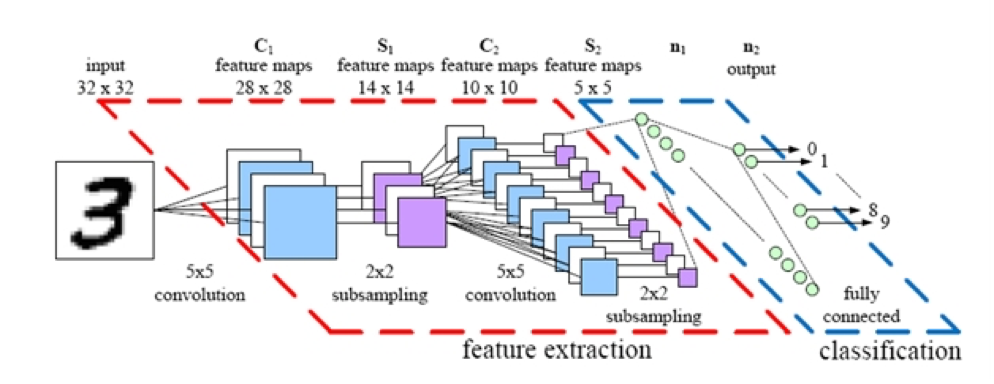 input
32 x 32
C1
feature maps
28 x 28
S1
feature maps
14 x 14
C2
feature maps
10 x 10
S2
feature maps
5 x 5
n1
n2
output
3
0
1
8
9
5x5
convolution
2x2
subsampling
5x5
convolution
2x2
subsampling
fully
connected
feature extraction
classification